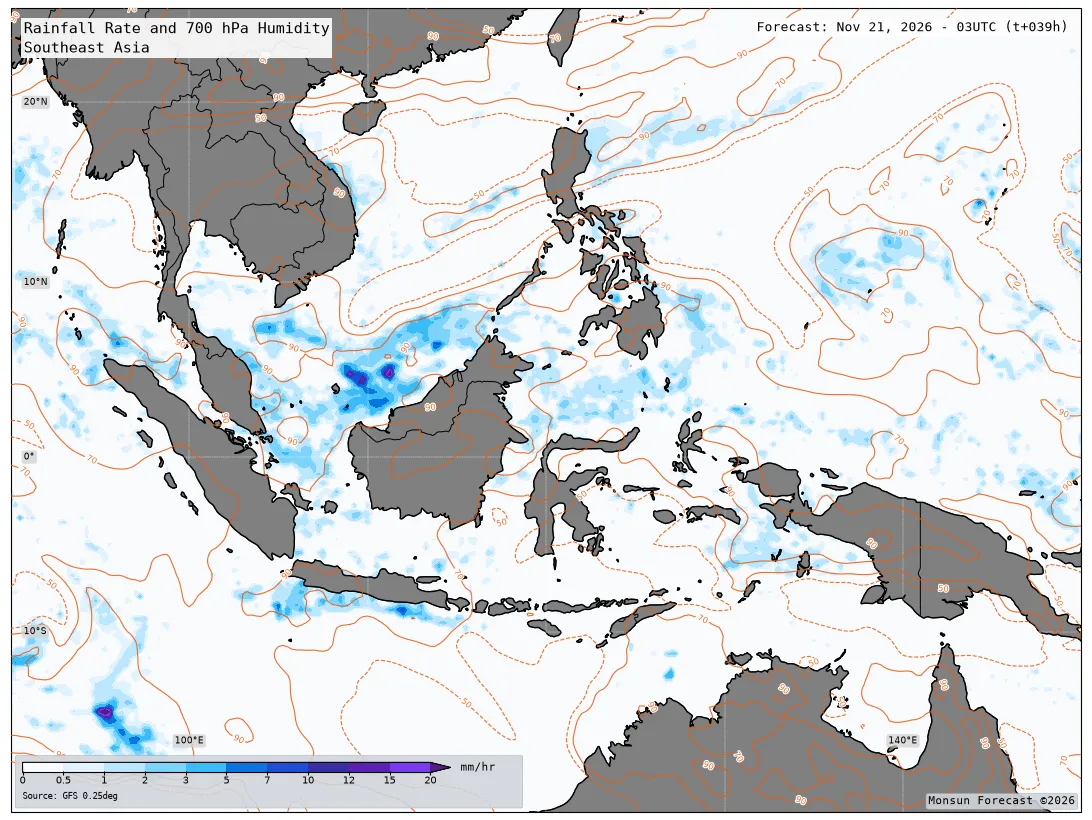 Rainfall Rate and 700 hPa Humidity
Southeast Asia
Forecast: Nov 21, 2026 - 03UTC (t+039h)
20°N
10°N
0°
10°S
100°E
140°E
0 0.5 1 2 3 5 7 10 12 15 20 mm/hr
Source: GFS 0.25deg
Monsun Forecast ©2026